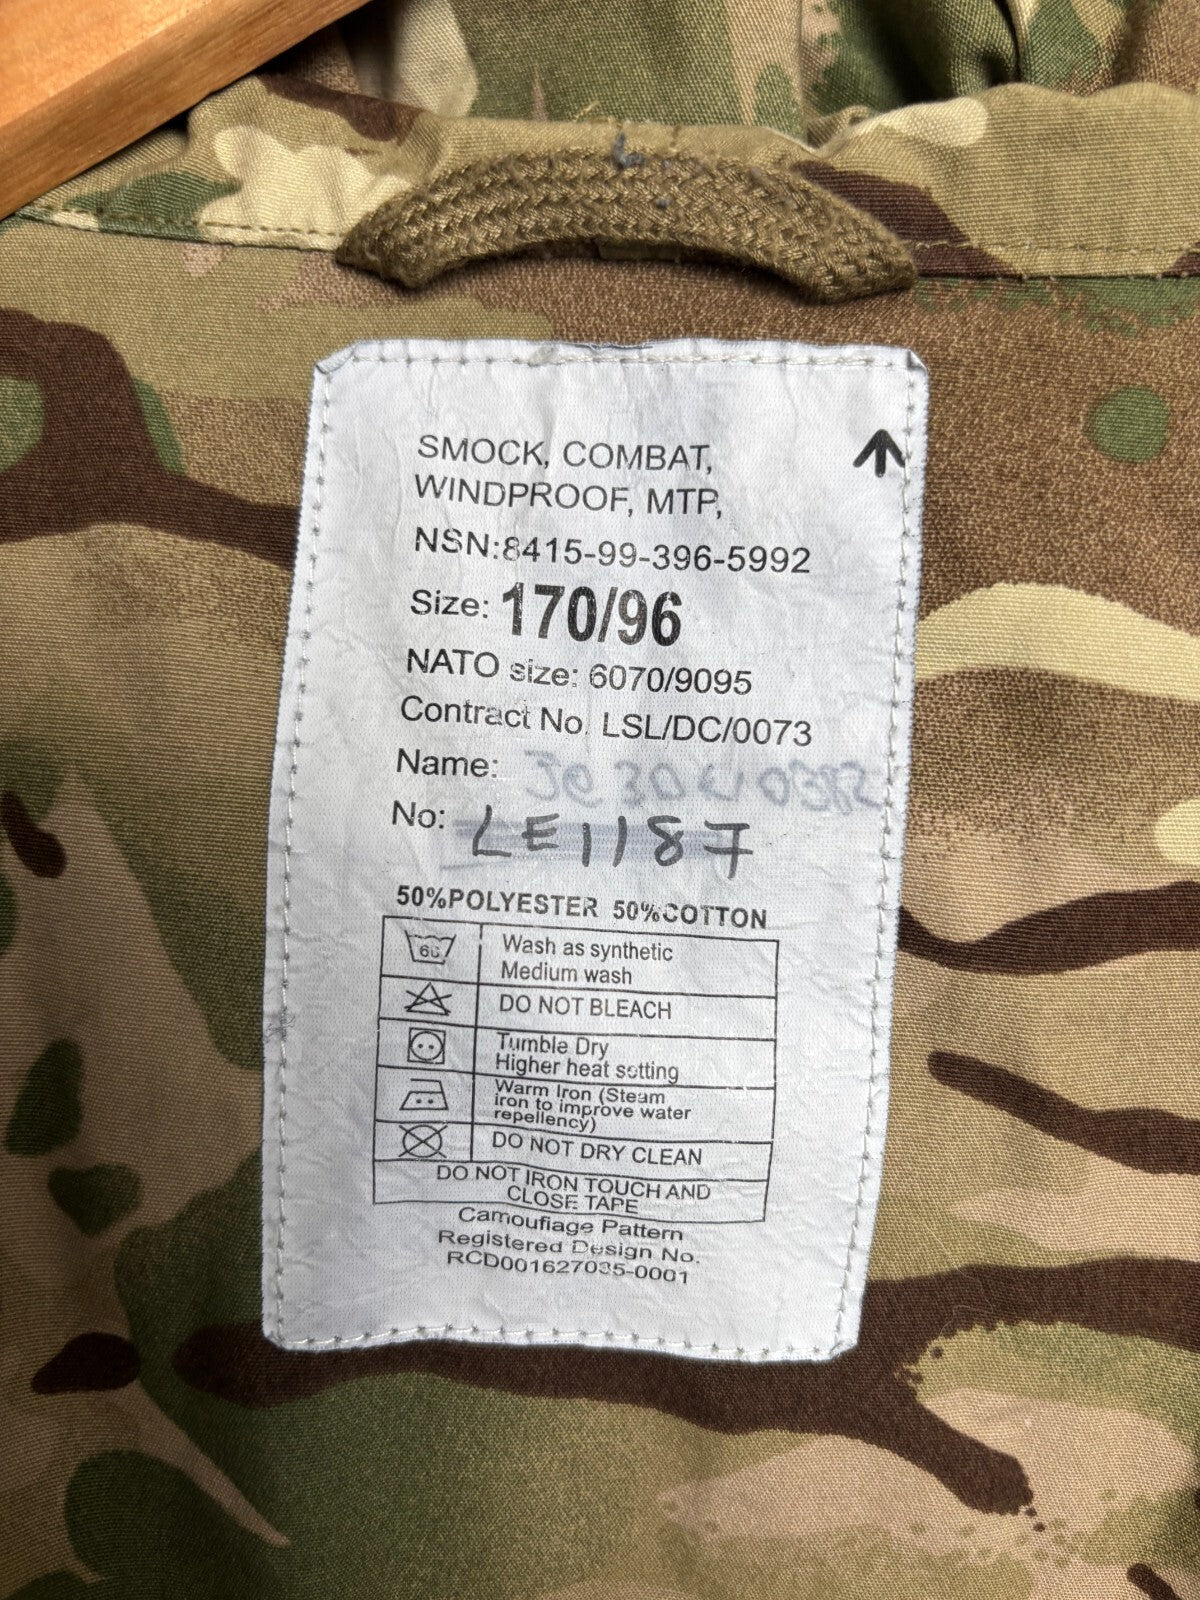 SMOCK, COMBAT,
WINDPROOF, MTP,
NSN:8415-99-396-5992
Size: 170/96
NATO size: 6070/9095
Contract No. LSL/DC/0073
Name:
No: LE1187
50%POLYESTER 50%COTTON
60 Wash as synthetic
Medium wash
DO NOT BLEACH
Tumble Dry
Higher heat setting
Warm Iron (Steam
iron to improve water
repellency)
DO NOT DRY CLEAN
DO NOT IRON TOUCH AND
CLOSE TAPE
Camouflage Pattern
Registered Design No.
RCD001627035-0001